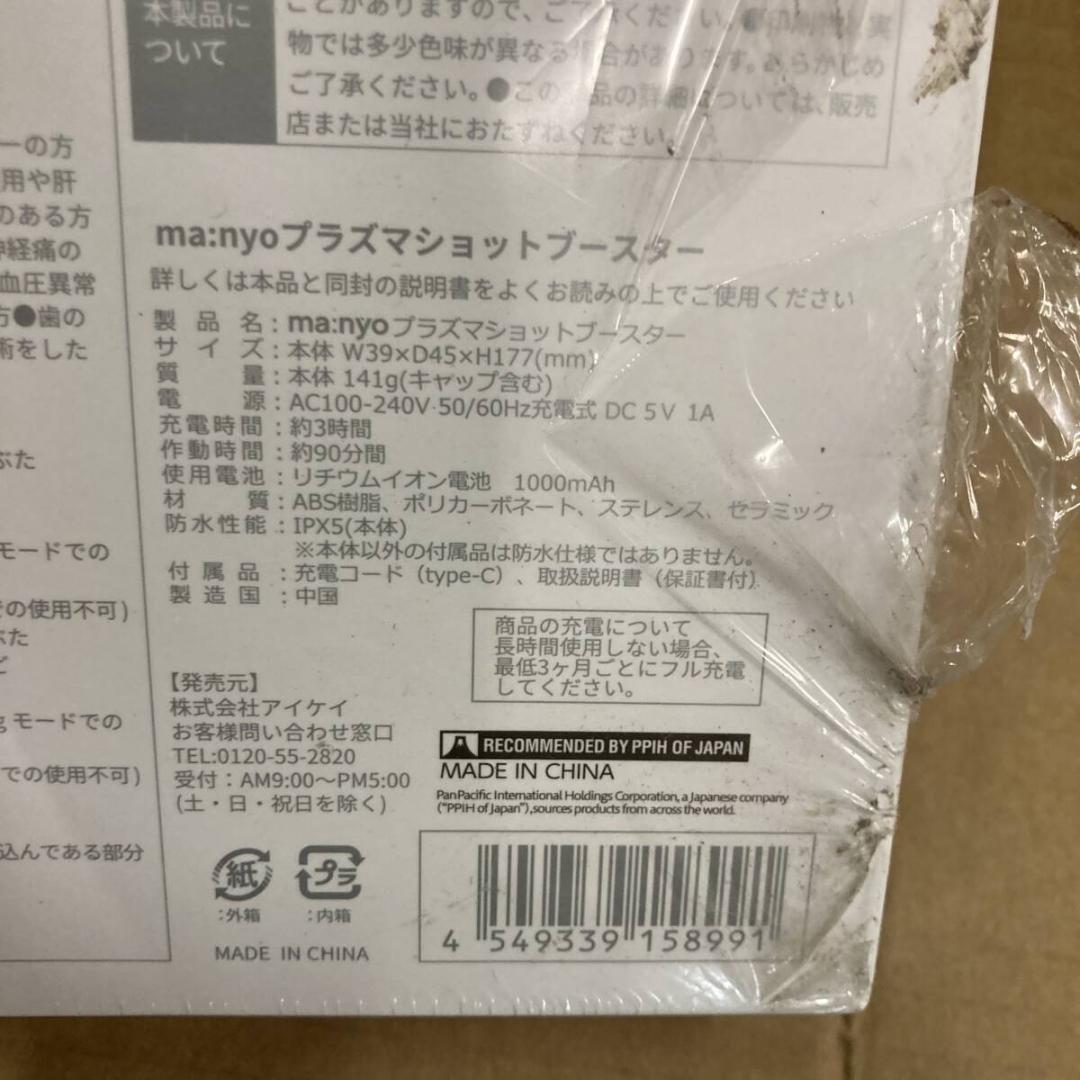 本製品に
ついて
ことがありますので、ご了承ください。●印刷物と実
物では多少色味が異なる場合があります。あらかじめ
ご了承ください。●この商品の詳細については、販売
店または当社におたずねください。
ーの方
用や肝
のある方
神経痛の
血圧異常
方●歯の
術をした
ぶた
モードでの
での使用不可)
ぶた
ど
g モードでの
での使用不可)
込んである部分
ma:nyoプラズマショットブースター
詳しくは本品と同封の説明書をよくお読みの上でご使用ください
製品名：ma:nyoプラズマショットブースター
サイズ：本体 W39×D45×H177(mm)
質量：本体 141g(キャップ含む)
電源：AC100-240V 50/60Hz充電式 DC 5V 1A
充電時間：約3時間
作動時間：約90分間
使用電池：リチウムイオン電池 1000mAh
材質：ABS樹脂、ポリカーボネート、ステレンス、セラミック
防水性能：IPX5(本体)
※本体以外の付属品は防水仕様ではありません。
付属品：充電コード（type-C）、取扱説明書（保証書付）
製造国：中国
商品の充電について
長時間使用しない場合、
最低3ヶ月ごとにフル充電
してください。
【発売元】
株式会社アイケイ
お客様問い合わせ窓口
TEL:0120-55-2820
受付：AM9:00～PM5:00
(土・日・祝日を除く)
RECOMMENDED BY PPIH OF JAPAN
MADE IN CHINA
Pan Pacific International Holdings Corporation, a Japanese company
("PPIH of Japan"), sources products from across the world.
紙
：外箱
プラ
：内箱
MADE IN CHINA
4 549339 158991